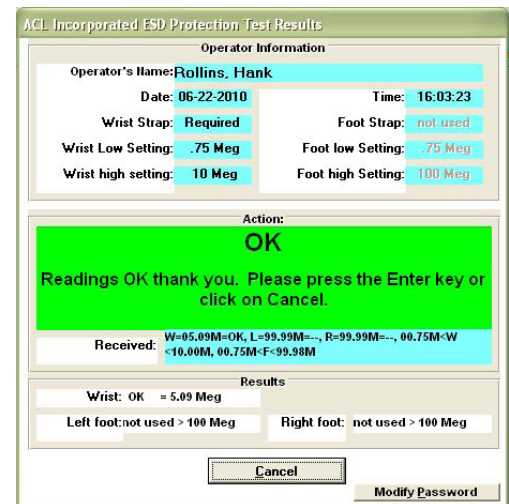 ACL Incorporated ESD Protection Test Results
Operator Information
Operator's Name: Rollins, Hank
Date: 06-22-2010 Time: 16:03:23
Wrist Strap: Required Foot Strap: not used
Wrist Low Setting: .75 Meg Foot low Setting: .75 Meg
Wrist high setting: 10 Meg Foot high Setting: 100 Meg
Action:
OK
Readings OK thank you. Please press the Enter key or
click on Cancel.
Received: W=05.09M=OK, L=99.99M=--, R=99.99M=--, 00.75M<W
<10.00M, 00.75M<F<99.98M
Results
Wrist: OK = 5.09 Meg
Left foot: not used > 100 Meg Right foot: not used > 100 Meg
Cancel
Modify Password